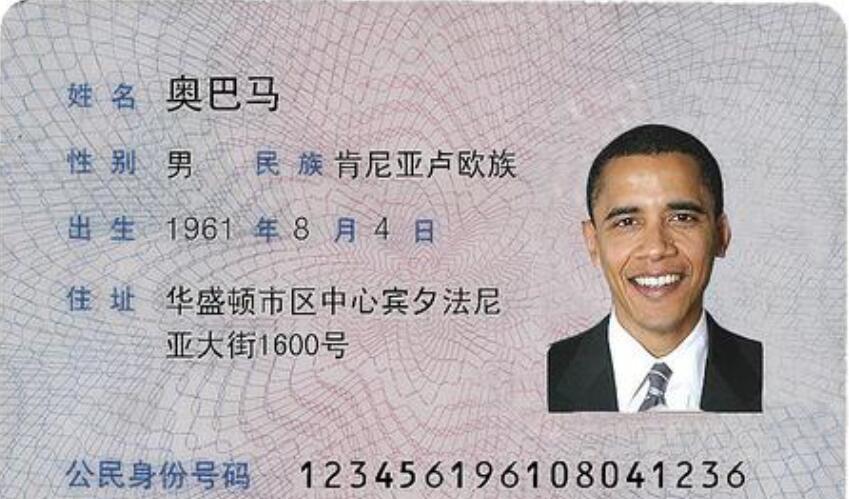 姓名 奥巴马
性别 男 民族 肯尼亚卢欧族
出生 1961 年 8 月 4 日
住址 华盛顿市区中心宾夕法尼
亚大街1600号
公民身份号码 123456196108041236